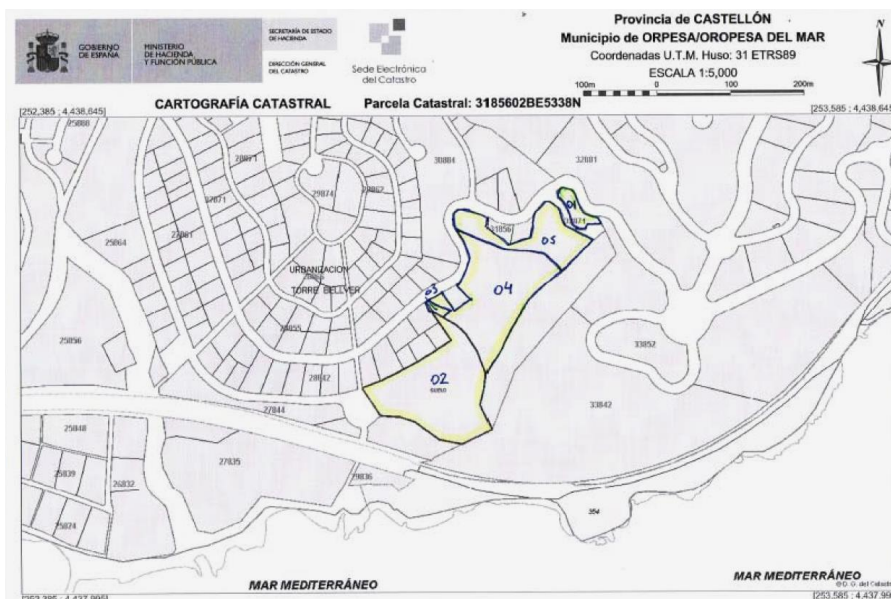 GOBIERNO
DE ESPAÑA
MINISTERIO
DE HACIENDA
Y FUNCIÓN PÚBLICA
SECRETARÍA DE ESTADO
DE HACIENDA
DIRECCIÓN GENERAL
DEL CATASTRO
Sede Electrónica
del Catastro
Provincia de CASTELLÓN
Municipio de ORPESA/OROPESA DEL MAR
Coordenadas U.T.M. Huso: 31 ETRS89
ESCALA 1:5,000
100m 0 100 200m
N
CARTOGRAFÍA CATASTRAL Parcela Catastral: 3185602BE5338N
[252,385 ; 4,438,645]
[253,585 ; 4,438,645]
25880
28871
30884
32881
29874
27871
01
31856
05
27861
25864
URBANIZACION
TORRE BELLVER
03
04
33852
25856
28842
02
27844
33842
25848
27835
25839
26832
29836
25824
394
MAR MEDITERRÁNEO
MAR MEDITERRÁNEO
© D. G. del Catastro